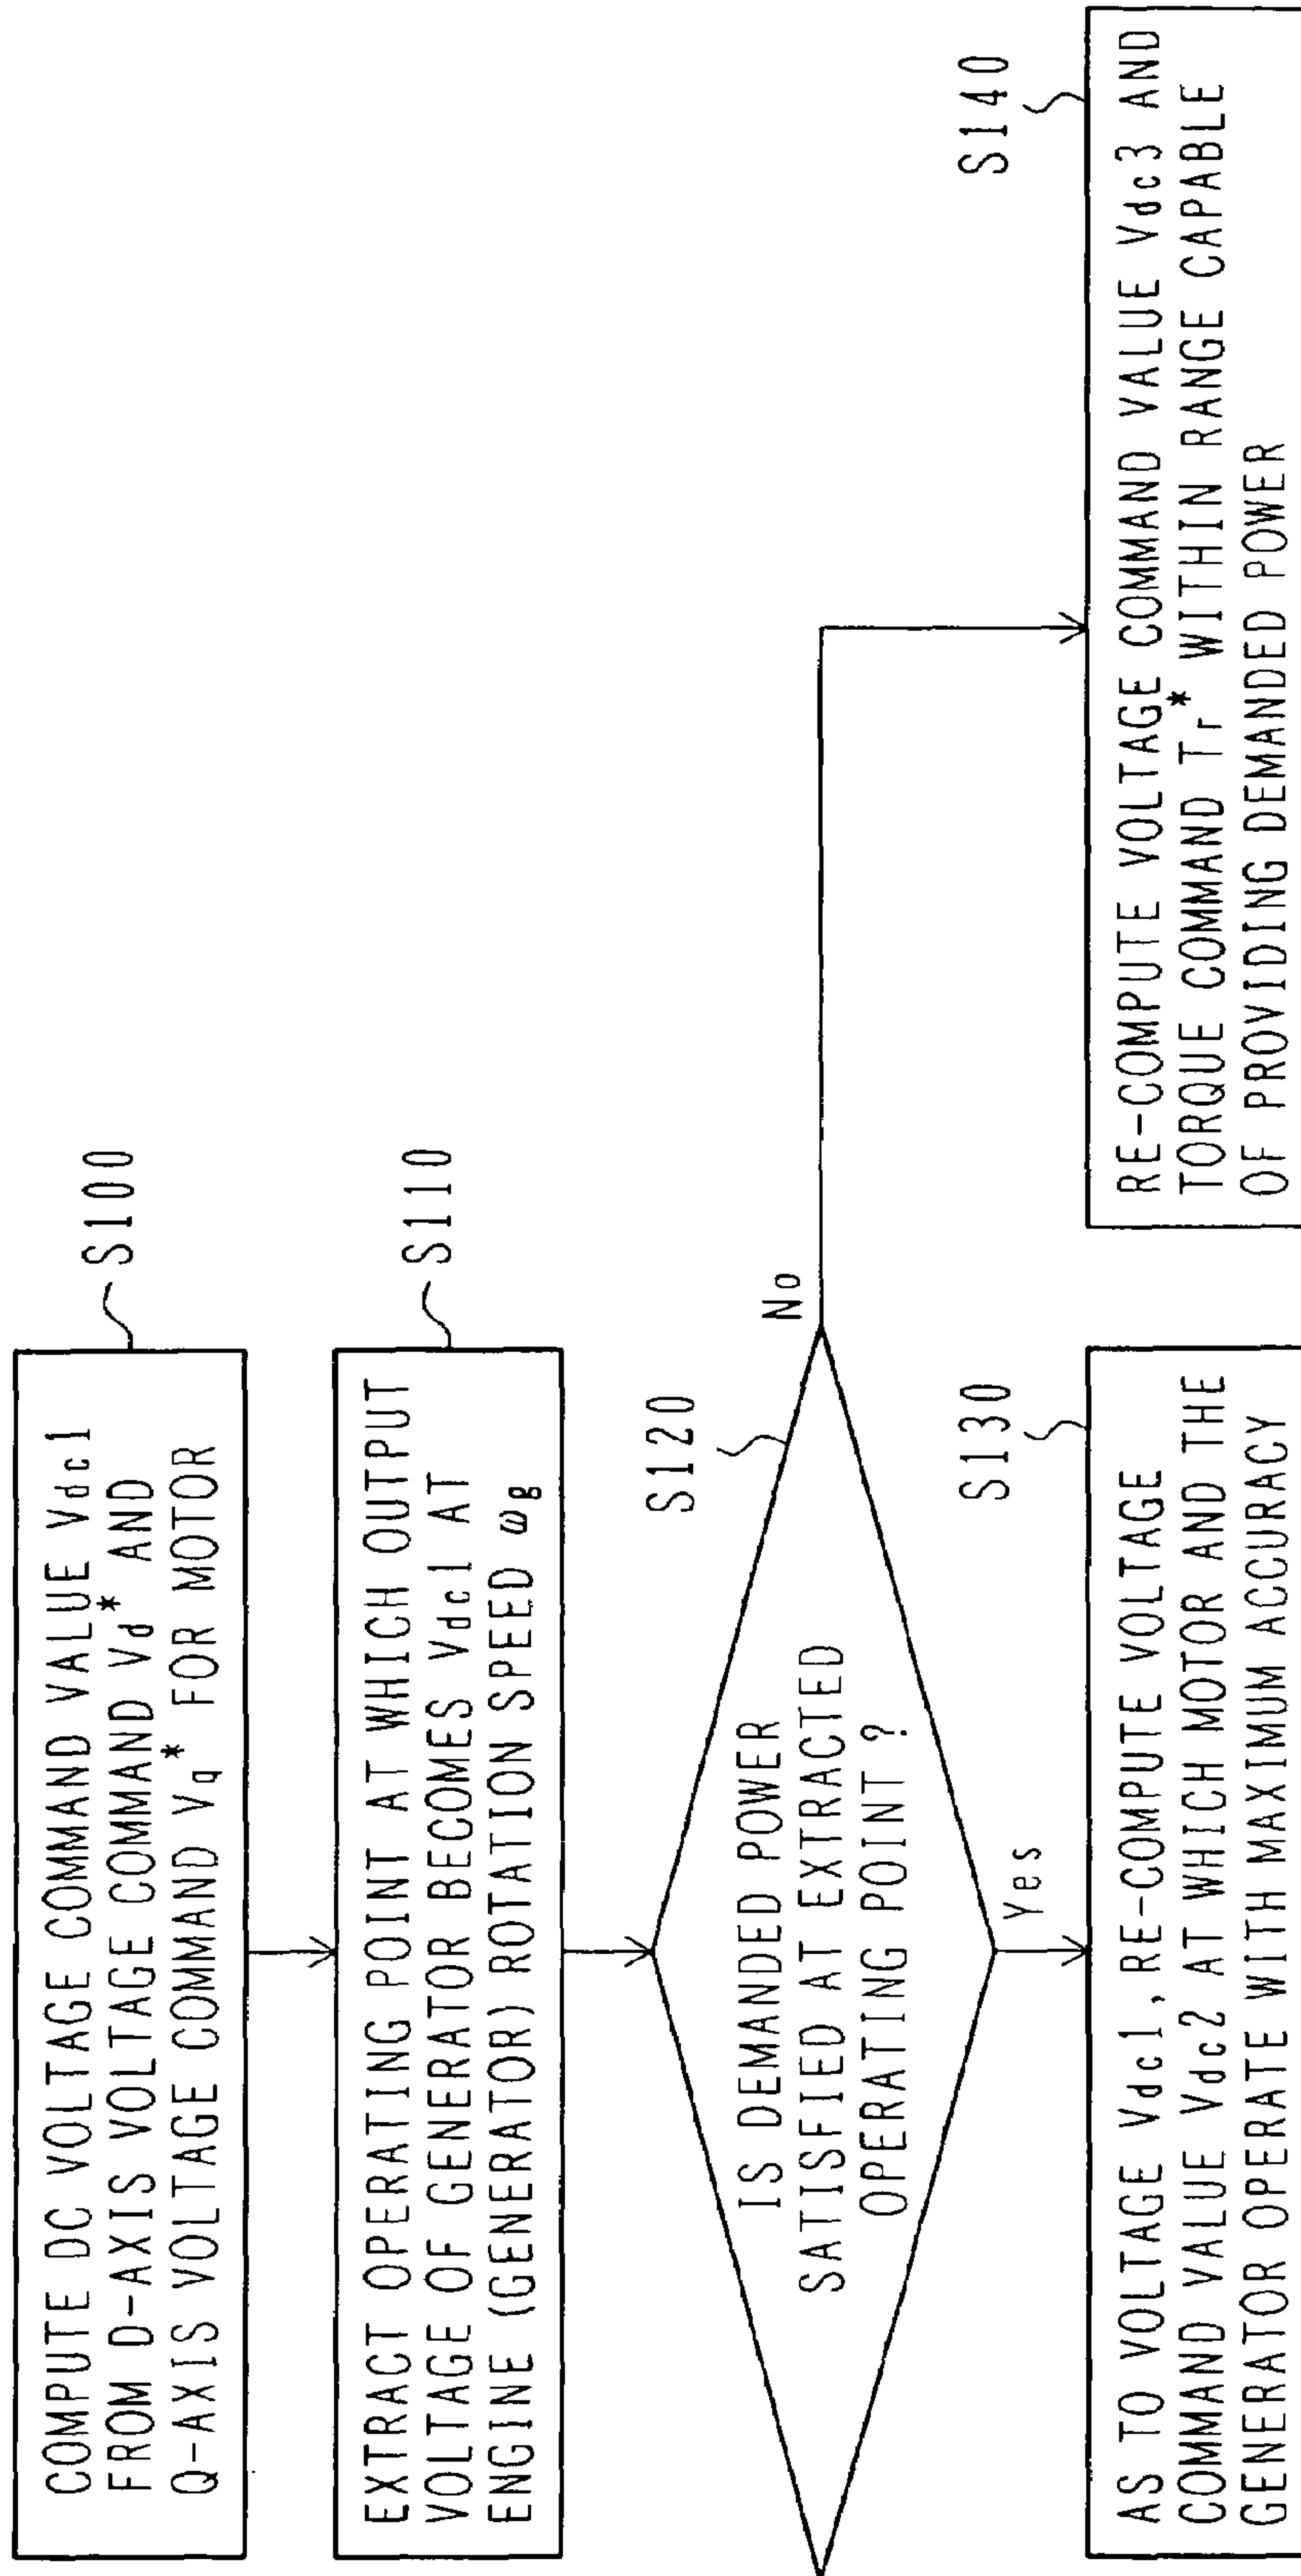 COMPUTE DC VOLTAGE COMMAND VALUE Vdc1
FROM D-AXIS VOLTAGE COMMAND Vd* AND
Q-AXIS VOLTAGE COMMAND Vq* FOR MOTOR
S100
EXTRACT OPERATING POINT AT WHICH OUTPUT
VOLTAGE OF GENERATOR BECOMES Vdc1 AT
ENGINE (GENERATOR) ROTATION SPEED ωg
S110
IS DEMANDED POWER
SATISFIED AT EXTRACTED
OPERATING POINT ?
S120
No
Yes
AS TO VOLTAGE Vdc1, RE-COMPUTE VOLTAGE
COMMAND VALUE Vdc2 AT WHICH MOTOR AND THE
GENERATOR OPERATE WITH MAXIMUM ACCURACY
S130
RE-COMPUTE VOLTAGE COMMAND VALUE Vdc3 AND
TORQUE COMMAND Tr* WITHIN RANGE CAPABLE
OF PROVIDING DEMANDED POWER
S140